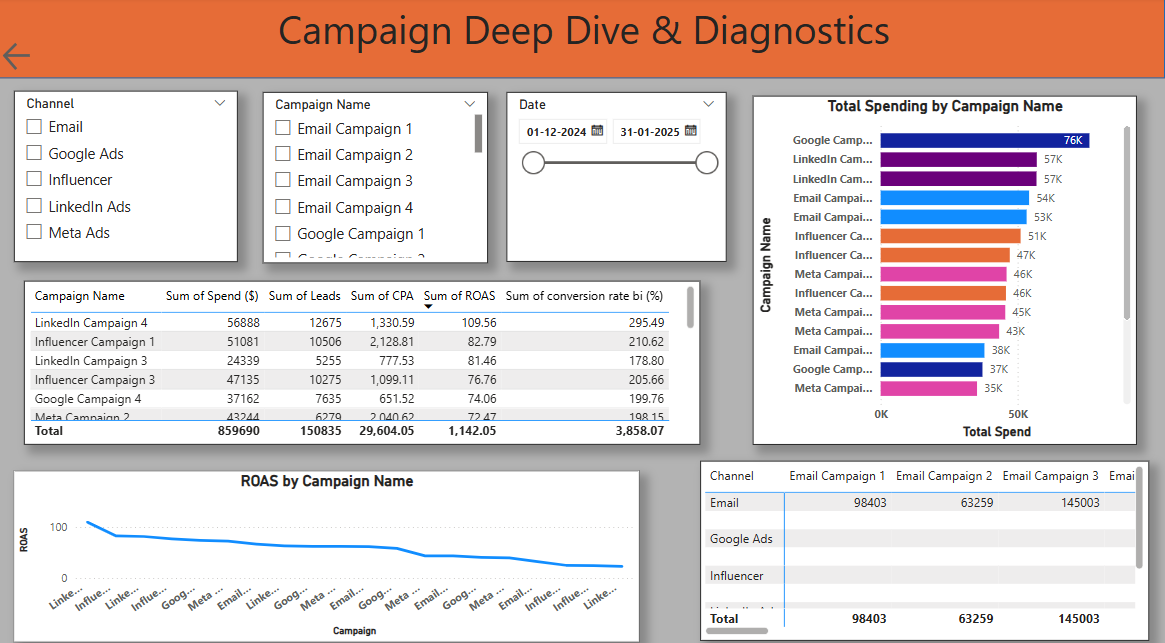 Campaign Deep Dive & Diagnostics
Channel
Email
Google Ads
Influencer
LinkedIn Ads
Meta Ads
Campaign Name
Email Campaign 1
Email Campaign 2
Email Campaign 3
Email Campaign 4
Google Campaign 1
Date
01-12-2024 31-01-2025
Total Spending by Campaign Name
Campaign Name
Google Camp... 76K
LinkedIn Cam... 57K
LinkedIn Cam... 57K
Email Campai... 54K
Email Campai... 53K
Influencer Ca... 51K
Influencer Ca... 47K
Meta Campai... 46K
Influencer Ca... 46K
Meta Campai... 45K
Meta Campai... 43K
Email Campai... 38K
Google Camp... 37K
Meta Campai... 35K
0K 50K
Total Spend
Campaign Name Sum of Spend ($) Sum of Leads Sum of CPA Sum of ROAS Sum of conversion rate bi (%)
LinkedIn Campaign 4 56888 12675 1,330.59 109.56 295.49
Influencer Campaign 1 51081 10506 2,128.81 82.79 210.62
LinkedIn Campaign 3 24339 5255 777.53 81.46 178.80
Influencer Campaign 3 47135 10275 1,099.11 76.76 205.66
Google Campaign 4 37162 7635 651.52 74.06 199.76
Meta Campaign 2 43244 6279 2,040.62 72.47 198.15
Total 859690 150835 29,604.05 1,142.05 3,858.07
ROAS by Campaign Name
ROAS
100
0
Linke... Influe... Linke... Influe... Goog... Meta ... Email... Linke... Goog... Meta ... Email... Goog... Meta ... Email... Goog... Meta ... Email... Influe... Influe... Linke...
Campaign
Channel Email Campaign 1 Email Campaign 2 Email Campaign 3 Emai
Email 98403 63259 145003
Google Ads
Influencer
Total 98403 63259 145003